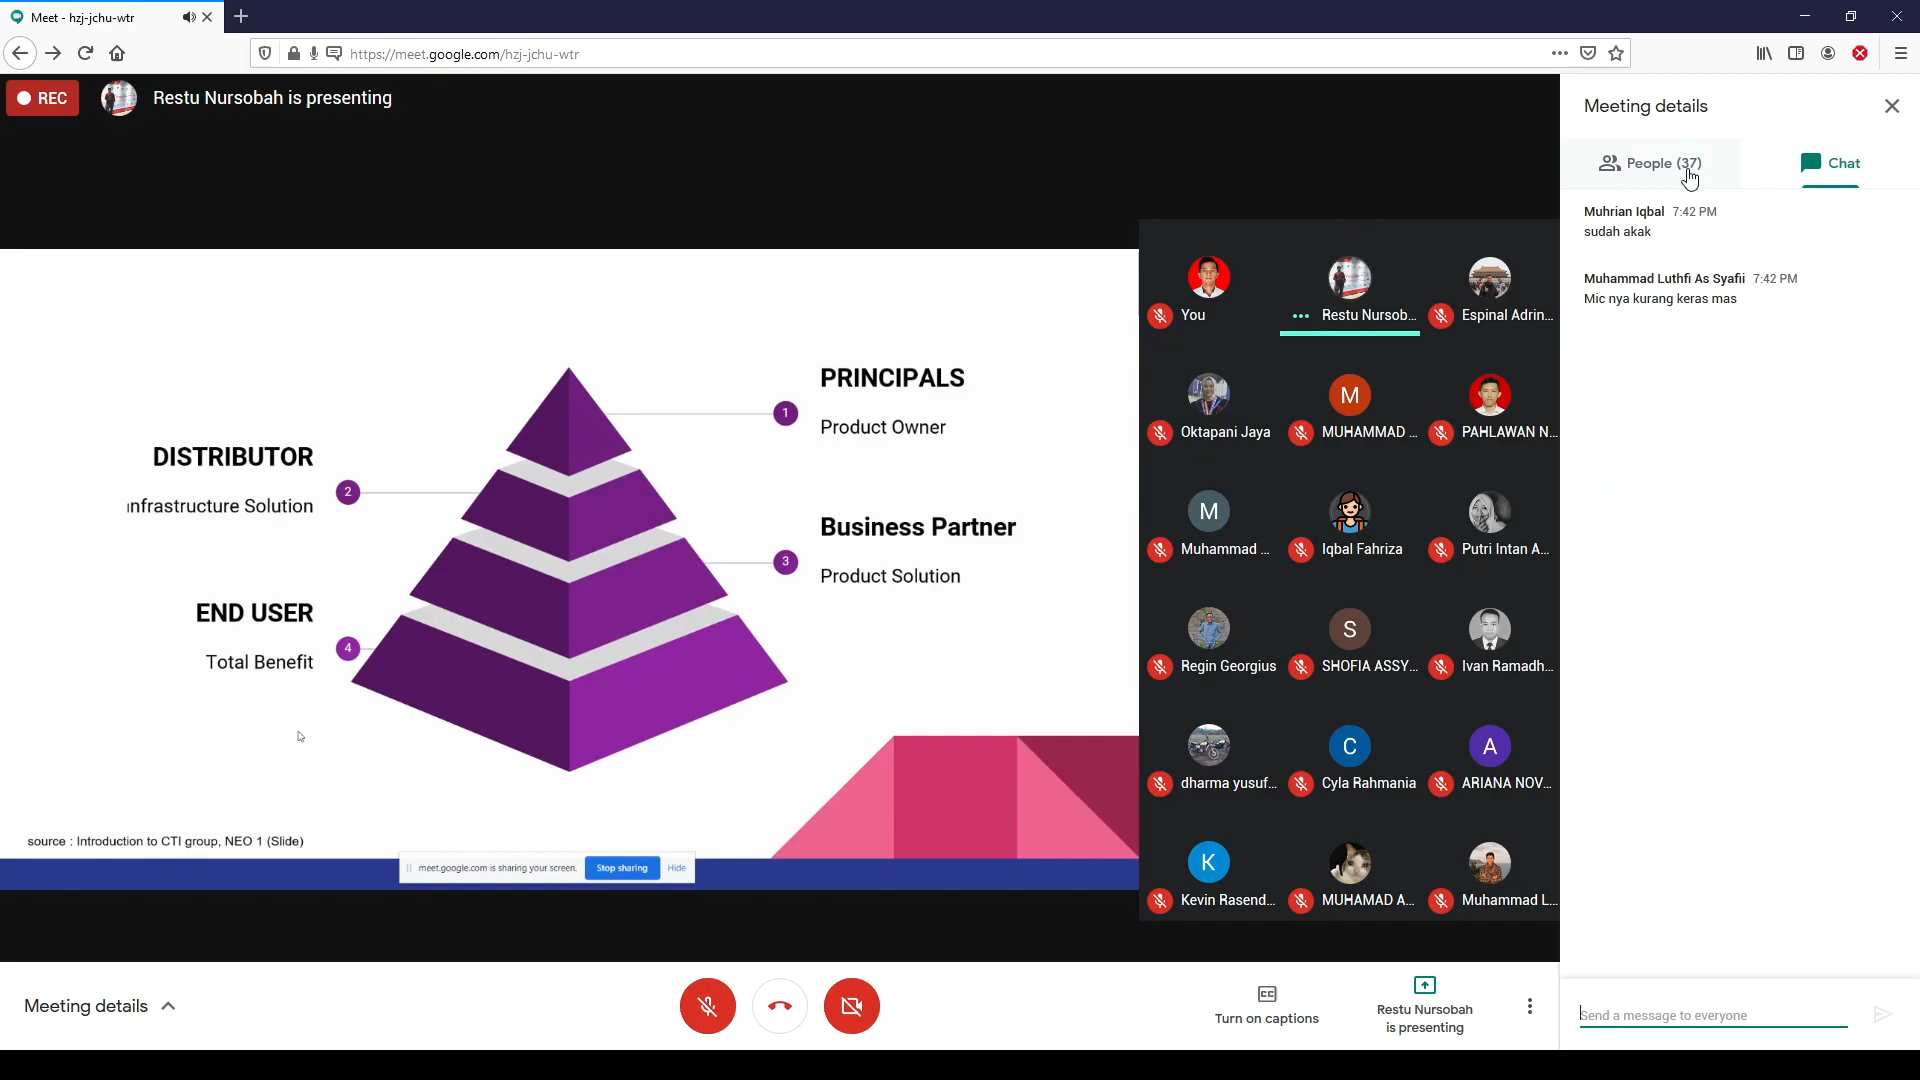 Meet - hzj-jchu-wtr
https://meet.google.com/hzj-jchu-wtr
REC
Restu Nursobah is presenting
Meeting details
People (37)
Chat
Muhrian Iqbal 7:42 PM
sudah akak
Muhammad Luthfi As Syafii 7:42 PM
Mic nya kurang keras mas
PRINCIPALS
1
Product Owner
DISTRIBUTOR
2
nfrastructure Solution
Business Partner
3
Product Solution
END USER
4
Total Benefit
source : Introduction to CTI group, NEO 1 (Slide)
meet.google.com is sharing your screen.
Stop sharing
Hide
You
Restu Nursob...
Espinal Adrin...
Oktapani Jaya
M
MUHAMMAD ...
PAHLAWAN N...
M
Muhammad ...
Iqbal Fahriza
Putri Intan A...
Regin Georgius
S
SHOFIA ASSY...
Ivan Ramadh...
dharma yusuf...
C
Cyla Rahmania
A
ARIANA NOV...
K
Kevin Rasend...
MUHAMAD A...
Muhammad L...
Meeting details
CC
Turn on captions
Restu Nursobah
is presenting
Send a message to everyone